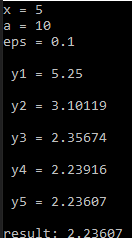 x = 5
a = 10
eps = 0.1
y1 = 5.25
y2 = 3.10119
y3 = 2.35674
y4 = 2.23916
y5 = 2.23607
result: 2.23607